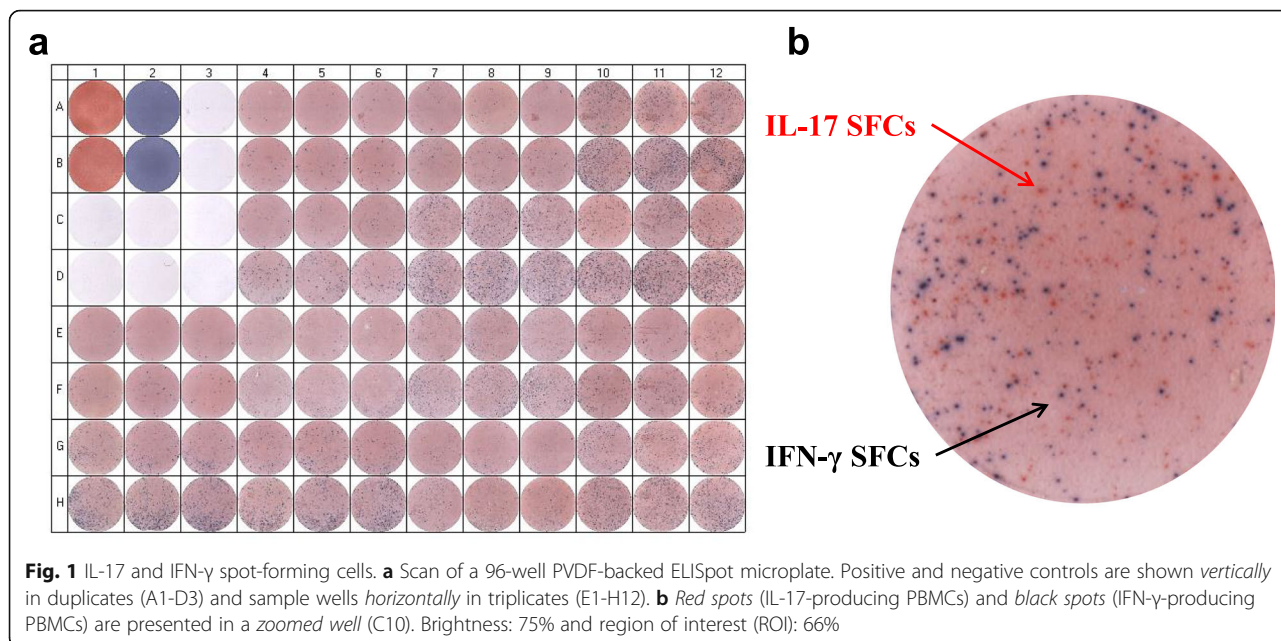 a
b
1 2 3 4 5 6 7 8 9 10 11 12
A
B
C
D
E
F
G
H
IL-17 SFCs
IFN-γ SFCs
Fig. 1 IL-17 and IFN-γ spot-forming cells. a Scan of a 96-well PVDF-backed ELISpot microplate. Positive and negative controls are shown vertically
in duplicates (A1-D3) and sample wells horizontally in triplicates (E1-H12). b Red spots (IL-17-producing PBMCs) and black spots (IFN-γ-producing
PBMCs) are presented in a zoomed well (C10). Brightness: 75% and region of interest (ROI): 66%